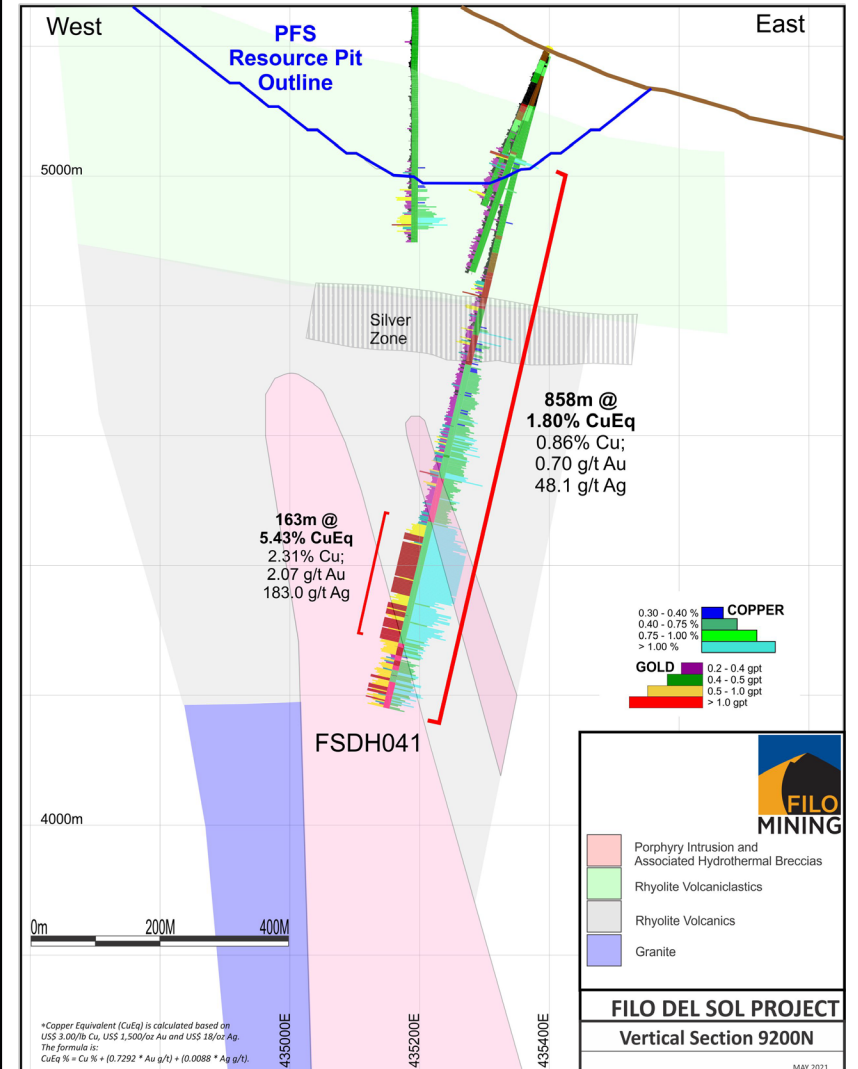 West
East
PFS
Resource Pit
Outline
5000m
Silver
Zone
858m @
1.80% CuEq
0.86% Cu;
0.70 g/t Au
48.1 g/t Ag
163m @
5.43% CuEq
2.31% Cu;
2.07 g/t Au
183.0 g/t Ag
0.30 - 0.40 %
COPPER
0.40 - 0.75 %
0.75 - 1.00 %
> 1.00 %
GOLD
0.2 - 0.4 gpt
0.4 - 0.5 gpt
0.5 - 1.0 gpt
> 1.0 gpt
FSDH041
4000m
FILO
MINING
Porphyry Intrusion and
Associated Hydrothermal Breccias
Rhyolite Volcaniclastics
Rhyolite Volcanics
Granite
0m 200M 400M
435000E
435200E
435400E
*Copper Equivalent (CuEq) is calculated based on
US$ 3.00/lb Cu, US$ 1,500/oz Au and US$ 18/oz Ag.
The formula is:
CuEq % = Cu % + (0.7292 * Au g/t) + (0.0088 * Ag g/t).
FILO DEL SOL PROJECT
Vertical Section 9200N
MAY 2021